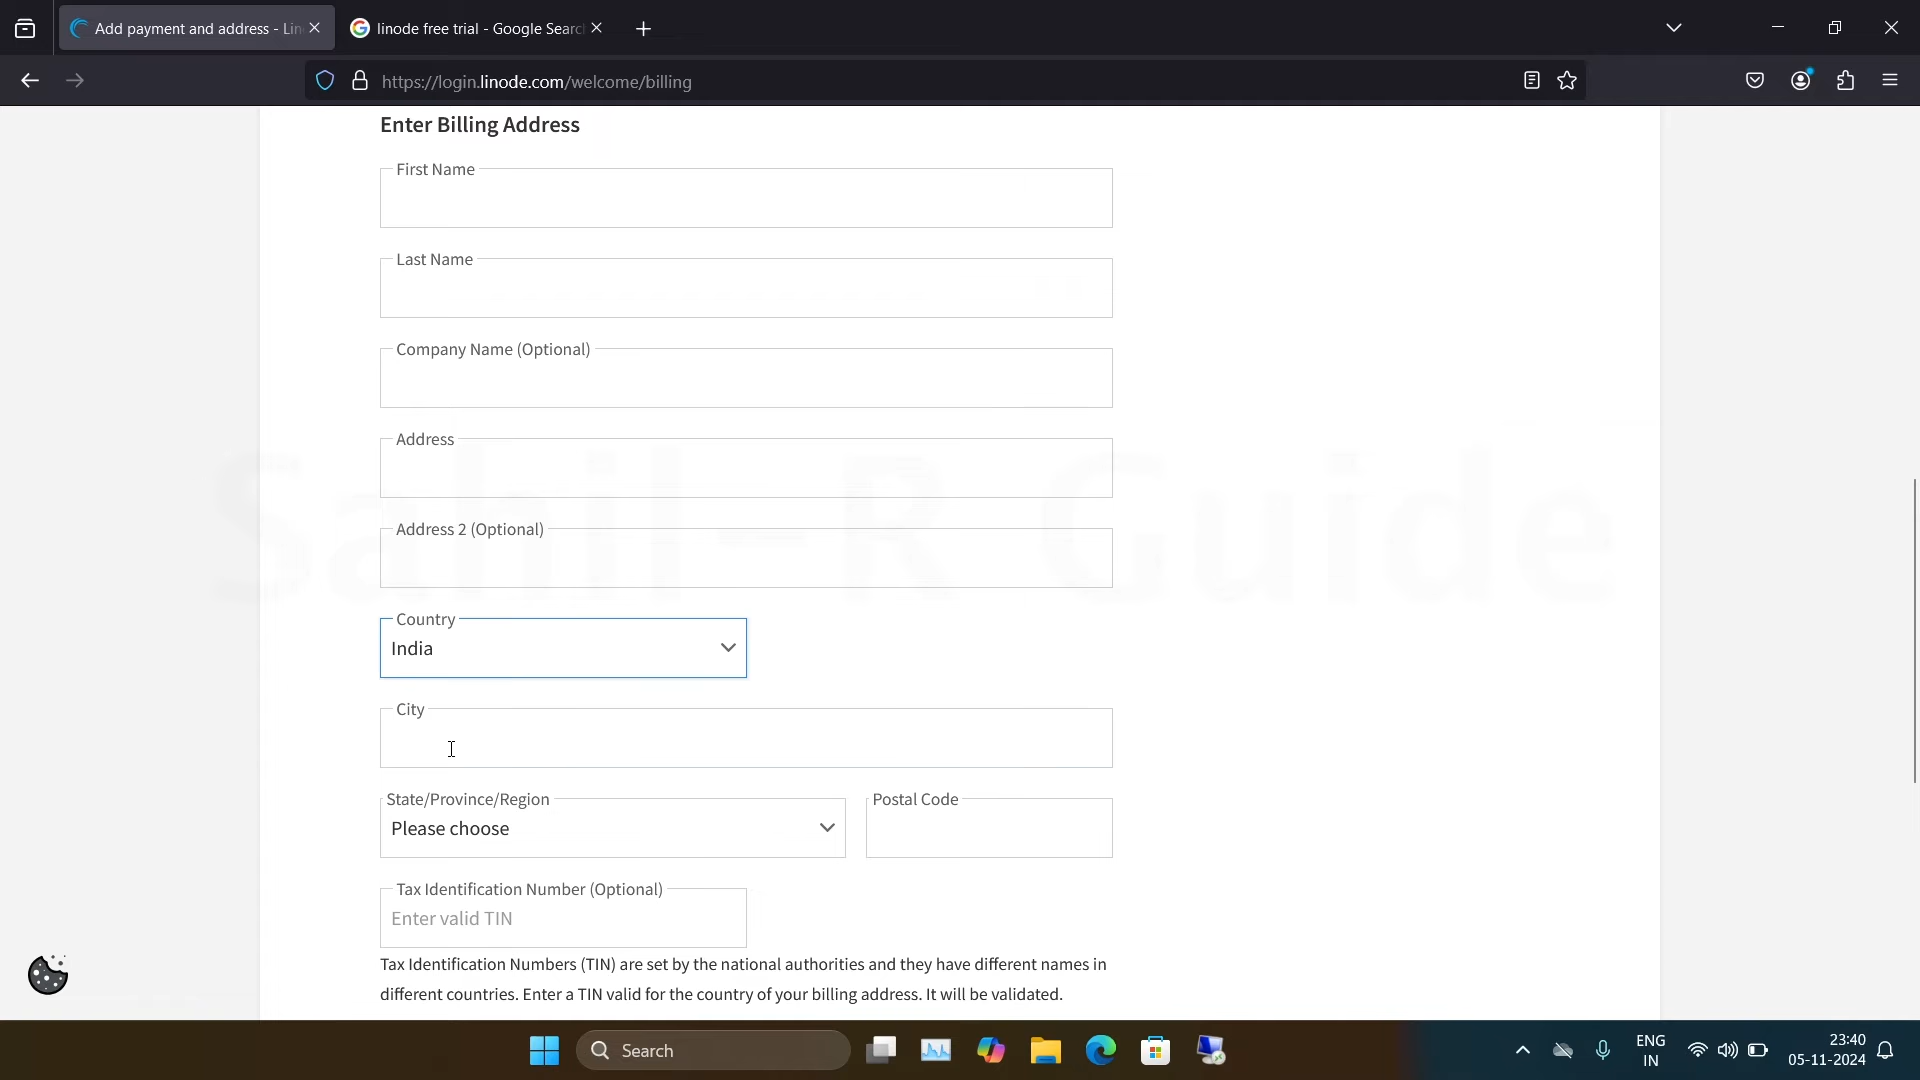 Add payment and address - Lin
linode free trial - Google Searc
https://login.linode.com/welcome/billing
Enter Billing Address
First Name
Last Name
Company Name (Optional)
Address
Sahil - R Guide
Address 2 (Optional)
Country
India
City
State/Province/Region
Please choose
Postal Code
Tax Identification Number (Optional)
Enter valid TIN
Tax Identification Numbers (TIN) are set by the national authorities and they have different names in
different countries. Enter a TIN valid for the country of your billing address. It will be validated.
Search
ENG
IN
23:40
05-11-2024